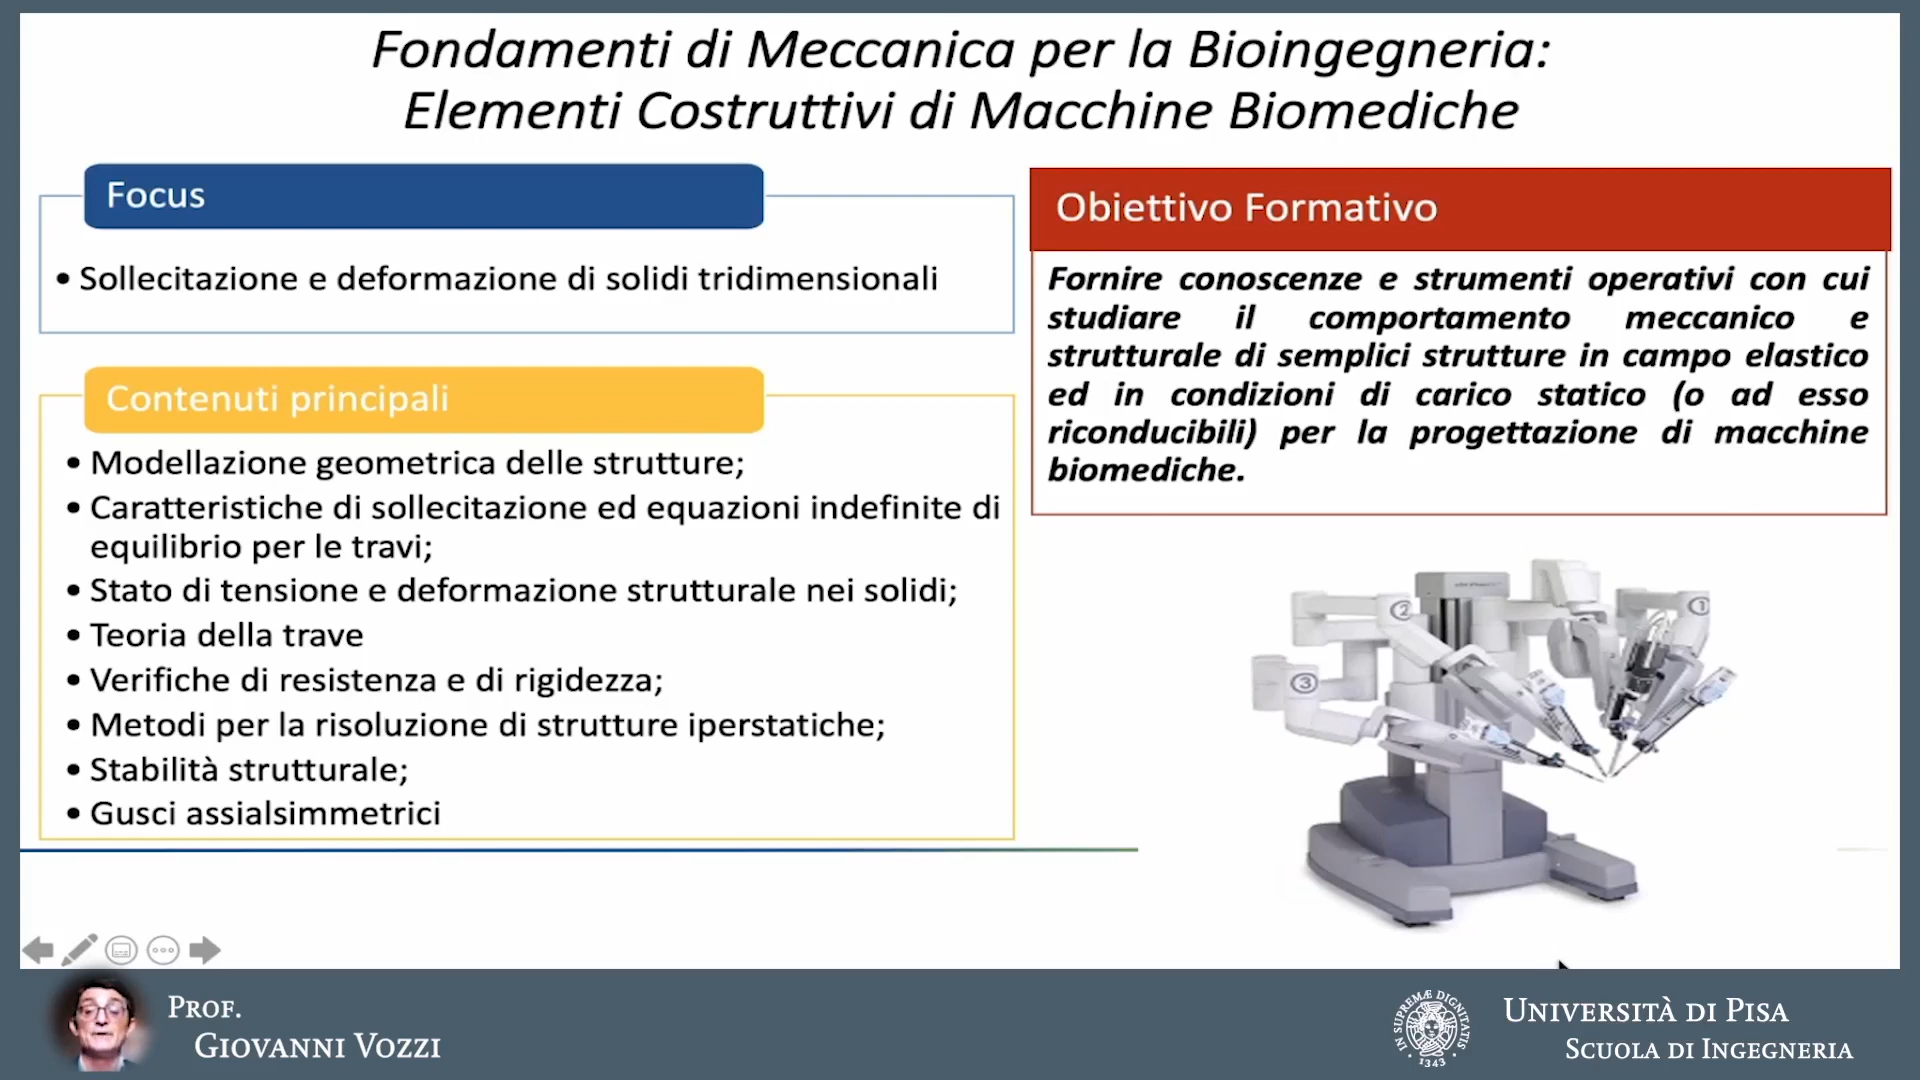 Fondamenti di Meccanica per la Bioingegneria:
Elementi Costruttivi di Macchine Biomediche
Focus
• Sollecitazione e deformazione di solidi tridimensionali
Contenuti principali
• Modellazione geometrica delle strutture;
• Caratteristiche di sollecitazione ed equazioni indefinite di
equilibrio per le travi;
• Stato di tensione e deformazione strutturale nei solidi;
• Teoria della trave
• Verifiche di resistenza e di rigidezza;
• Metodi per la risoluzione di strutture iperstatiche;
• Stabilità strutturale;
• Gusci assialsimmetrici
Obiettivo Formativo
Fornire conoscenze e strumenti operativi con cui
studiare il comportamento meccanico e
strutturale di semplici strutture in campo elastico
ed in condizioni di carico statico (o ad esso
riconducibili) per la progettazione di macchine
biomediche.
2
1
3
Prof.
Giovanni Vozzi
IN SUPREMÆ DIGNITATIS
1343
Università di Pisa
Scuola di Ingegneria